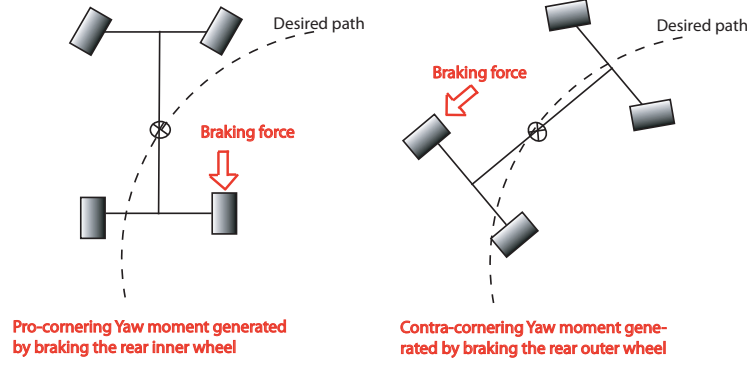 Desired path
Braking force
Pro-cornering Yaw moment generated
by braking the rear inner wheel
Desired path
Braking force
Contra-cornering Yaw moment gene-
rated by braking the rear outer wheel